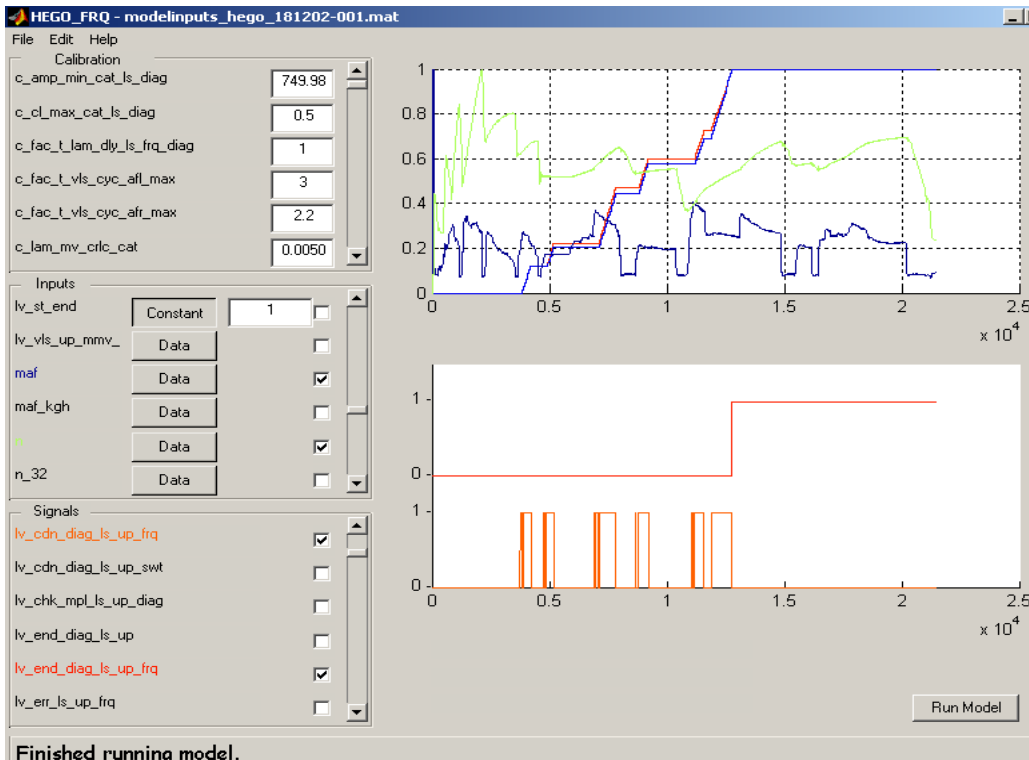 HEGO_FRQ - modelinputs_hego_181202-001.mat
File Edit Help
Calibration
c_amp_min_cat_ls_diag 749.98
c_cl_max_cat_ls_diag 0.5
c_fac_t_lam_dly_ls_frq_diag 1
c_fac_t_vls_cyc_afl_max 3
c_fac_t_vls_cyc_afr_max 2.2
c_lam_mv_crlc_cat 0.0050
Inputs
lv_st_end Constant 1
lv_vls_up_mmv_ Data
maf Data
maf_kgh Data
n Data
n_32 Data
Signals
lv_cdn_diag_ls_up_frq
lv_cdn_diag_ls_up_swt
lv_chk_mpl_ls_up_diag
lv_end_diag_ls_up
lv_end_diag_ls_up_frq
lv_err_ls_up_frq
1
0.8
0.6
0.4
0.2
0
0 0.5 1 1.5 2 2.5
x 10^4
1
0
1
0
0 0.5 1 1.5 2 2.5
x 10^4
Run Model
Finished running model.